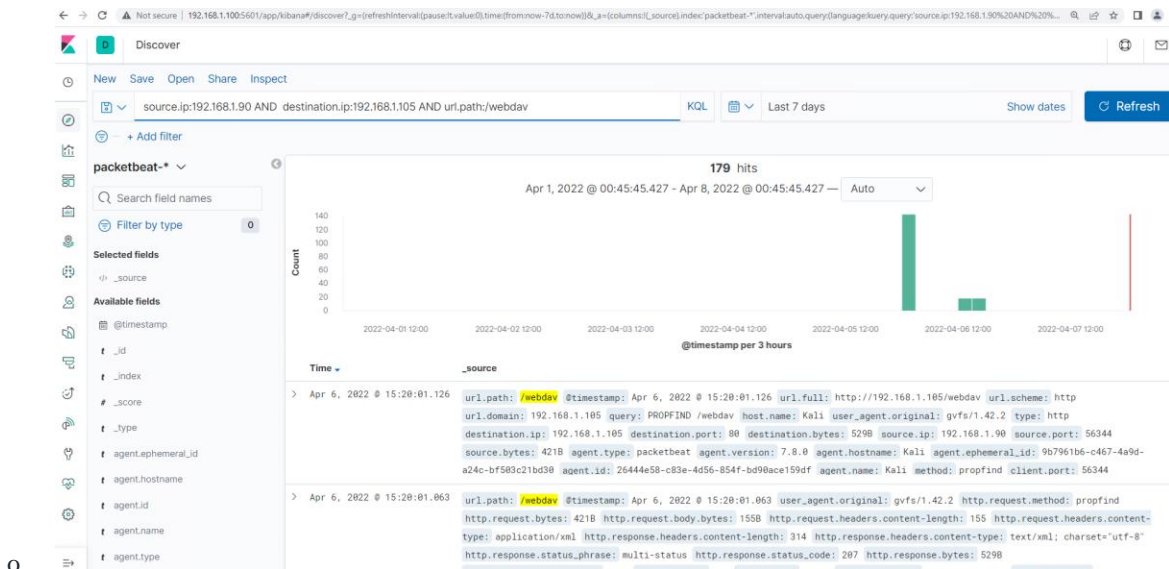 Not secure | 192.168.1.100:5601/app/kibana#/discover?_g=(refreshInterval:(pause:!t,value:0),time:(from:now-7d,to:now))&_a=(columns:!(_source),index:'packetbeat-*',interval:auto,query:(language:kuery,query:'source.ip:192.168.1.90%20AND%20%...
D Discover
New Save Open Share Inspect
source.ip:192.168.1.90 AND destination.ip:192.168.1.105 AND url.path:/webdav KQL Last 7 days Show dates Refresh
+ Add filter
packetbeat-*
Search field names
Filter by type 0
Selected fields
</> _source
Available fields
@timestamp
t _id
t _index
# _score
t _type
t agent.ephemeral_id
t agent.hostname
t agent.id
t agent.name
t agent.type
179 hits
Apr 1, 2022 @ 00:45:45.427 - Apr 8, 2022 @ 00:45:45.427 — Auto
Count
140
120
100
80
60
40
20
0
2022-04-01 12:00 2022-04-02 12:00 2022-04-03 12:00 2022-04-04 12:00 2022-04-05 12:00 2022-04-06 12:00 2022-04-07 12:00
@timestamp per 3 hours
Time _source
Apr 6, 2022 @ 15:20:01.126 url.path: /webdav @timestamp: Apr 6, 2022 @ 15:20:01.126 url.full: http://192.168.1.105/webdav url.scheme: http
url.domain: 192.168.1.105 query: PROPFIND /webdav host.name: Kali user_agent.original: gvfs/1.42.2 type: http
destination.ip: 192.168.1.105 destination.port: 80 destination.bytes: 529B source.ip: 192.168.1.90 source.port: 56344
source.bytes: 421B agent.type: packetbeat agent.version: 7.8.0 agent.hostname: Kali agent.ephemeral_id: 9b7961b6-c467-4a9d-
a24c-bf503c21bd30 agent.id: 26444e58-c83e-4d56-854f-bd90ace159df agent.name: Kali method: propfind client.port: 56344
Apr 6, 2022 @ 15:20:01.063 url.path: /webdav @timestamp: Apr 6, 2022 @ 15:20:01.063 user_agent.original: gvfs/1.42.2 http.request.method: propfind
http.request.bytes: 421B http.request.body.bytes: 155B http.request.headers.content-length: 155 http.request.headers.content-
type: application/xml http.response.headers.content-length: 314 http.response.headers.content-type: text/xml; charset="utf-8"
http.response.status_phrase: multi-status http.response.status_code: 207 http.response.bytes: 529B